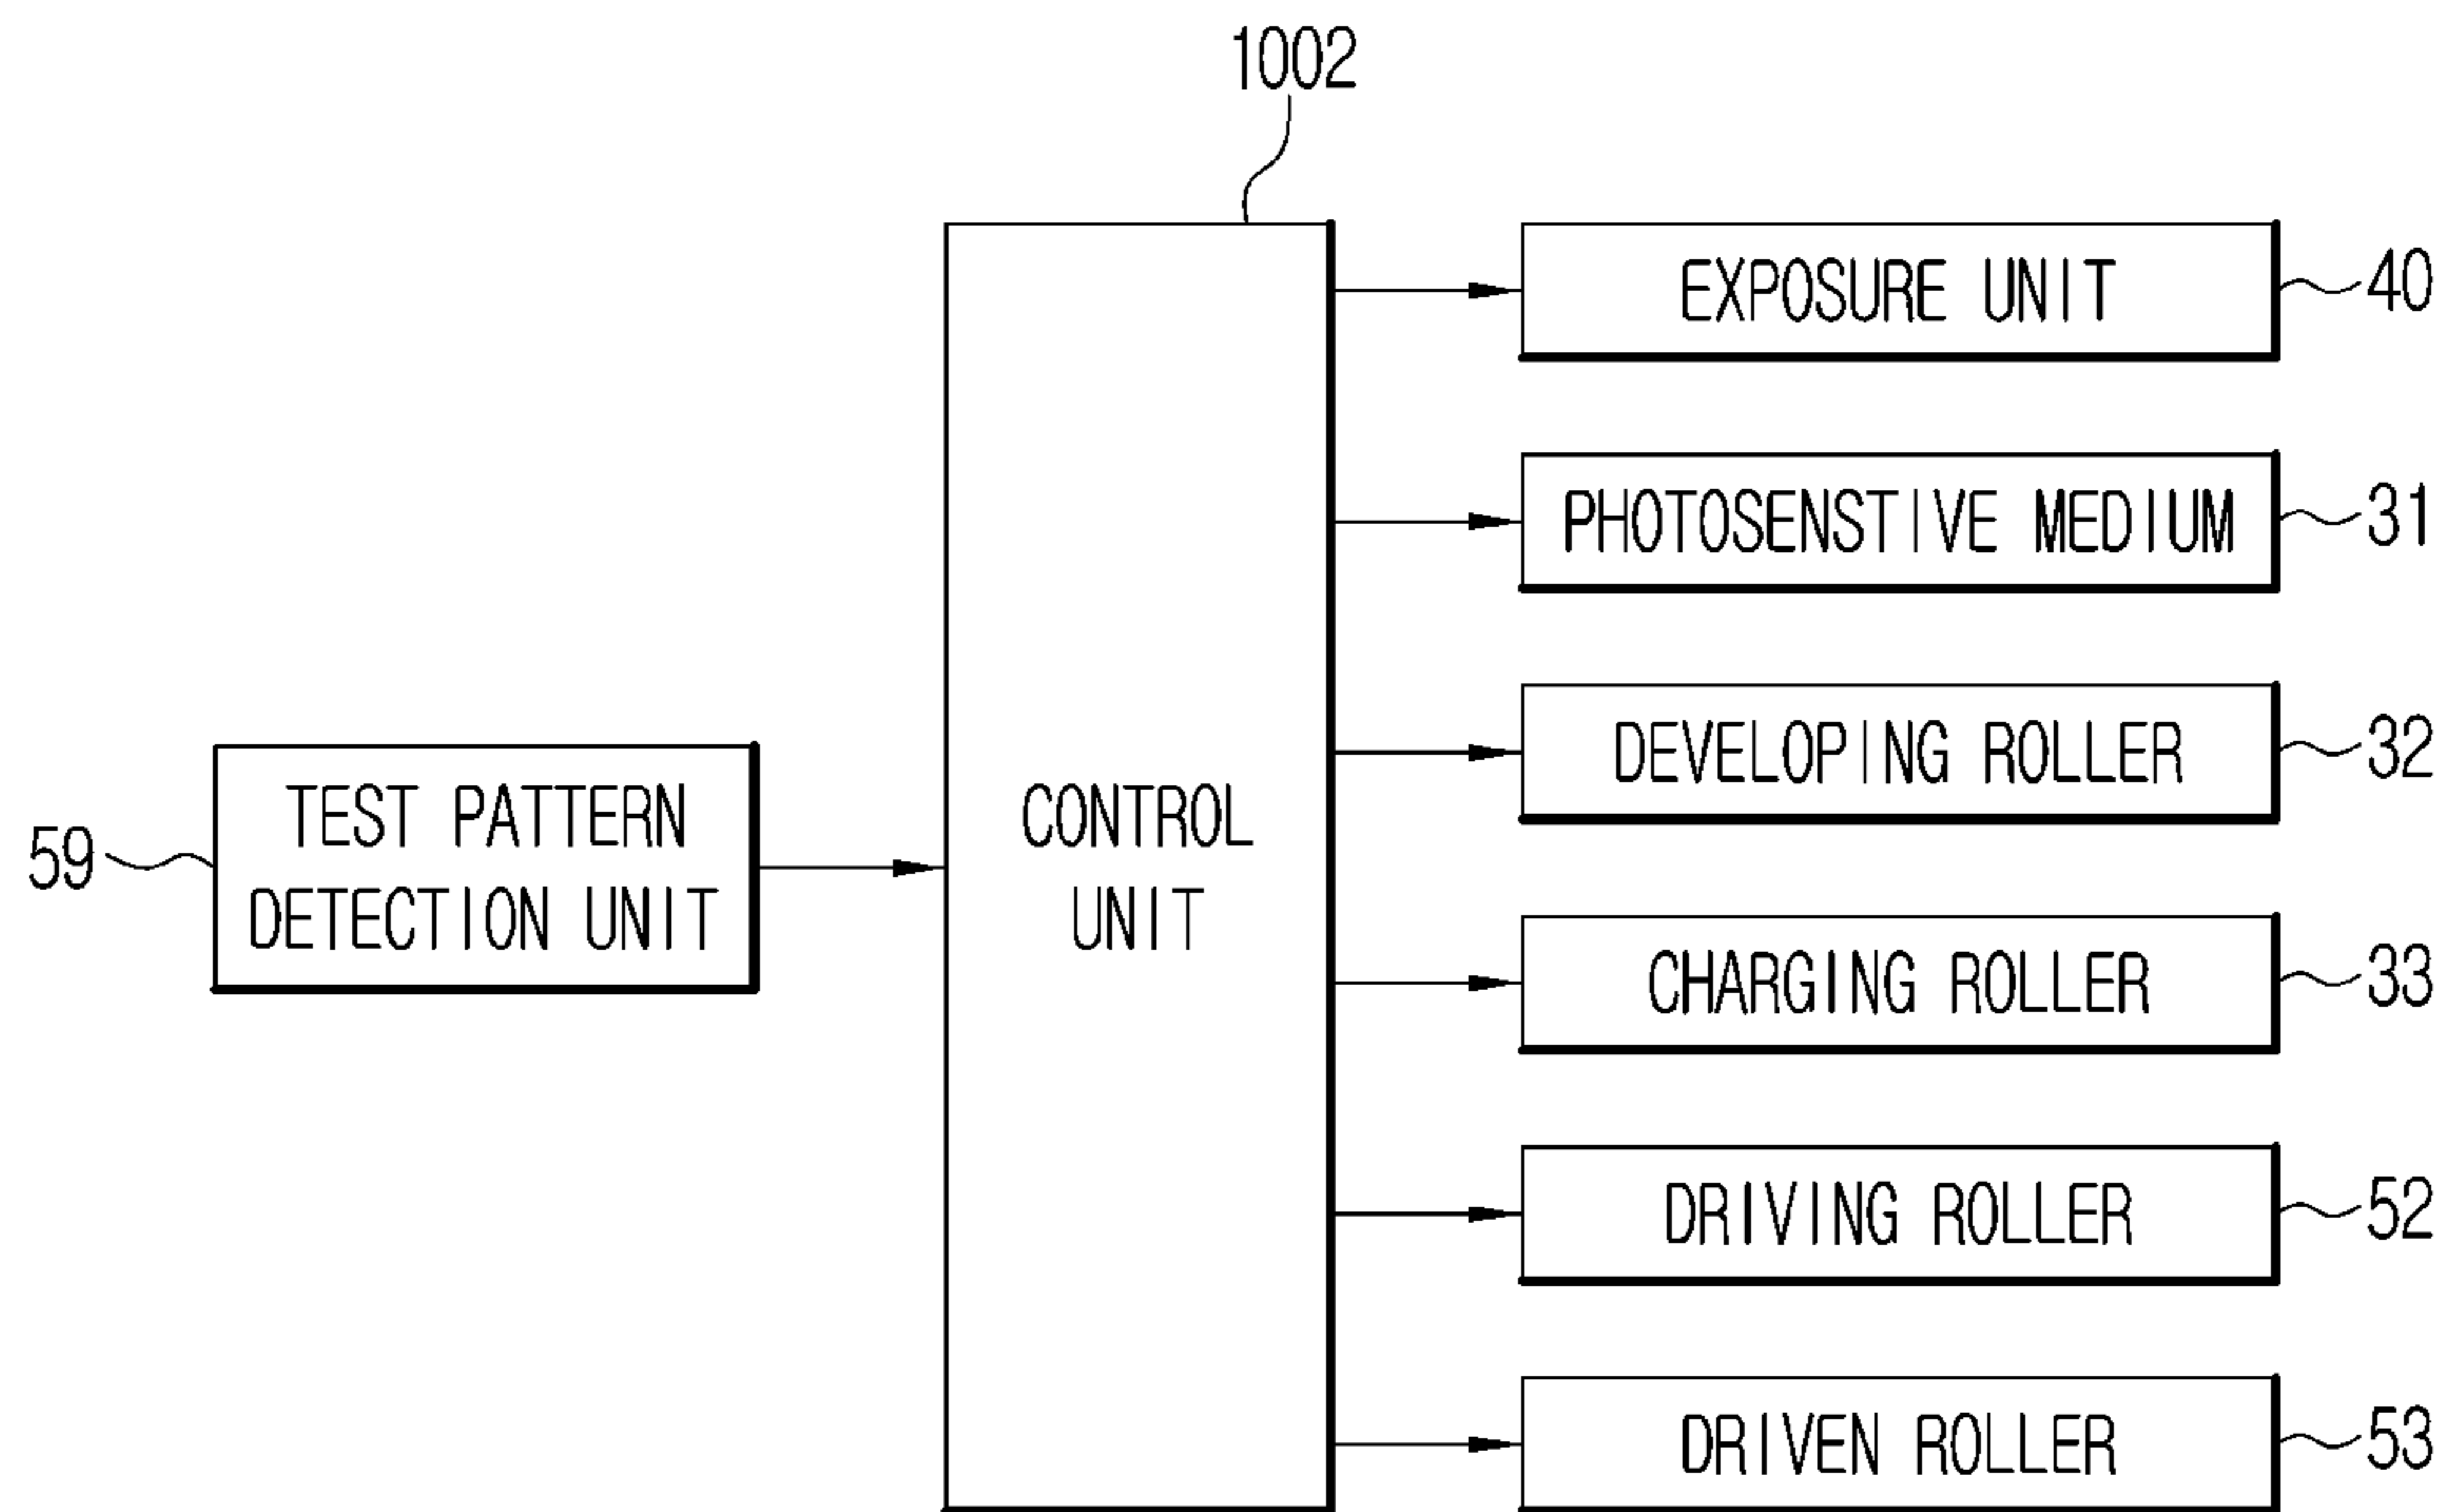 1002
EXPOSURE UNIT
40
PHOTOSENSTIVE MEDIUM
31
DEVELOPING ROLLER
32
TEST PATTERN
DETECTION UNIT
59
CONTROL
UNIT
CHARGING ROLLER
33
DRIVING ROLLER
52
DRIVEN ROLLER
53